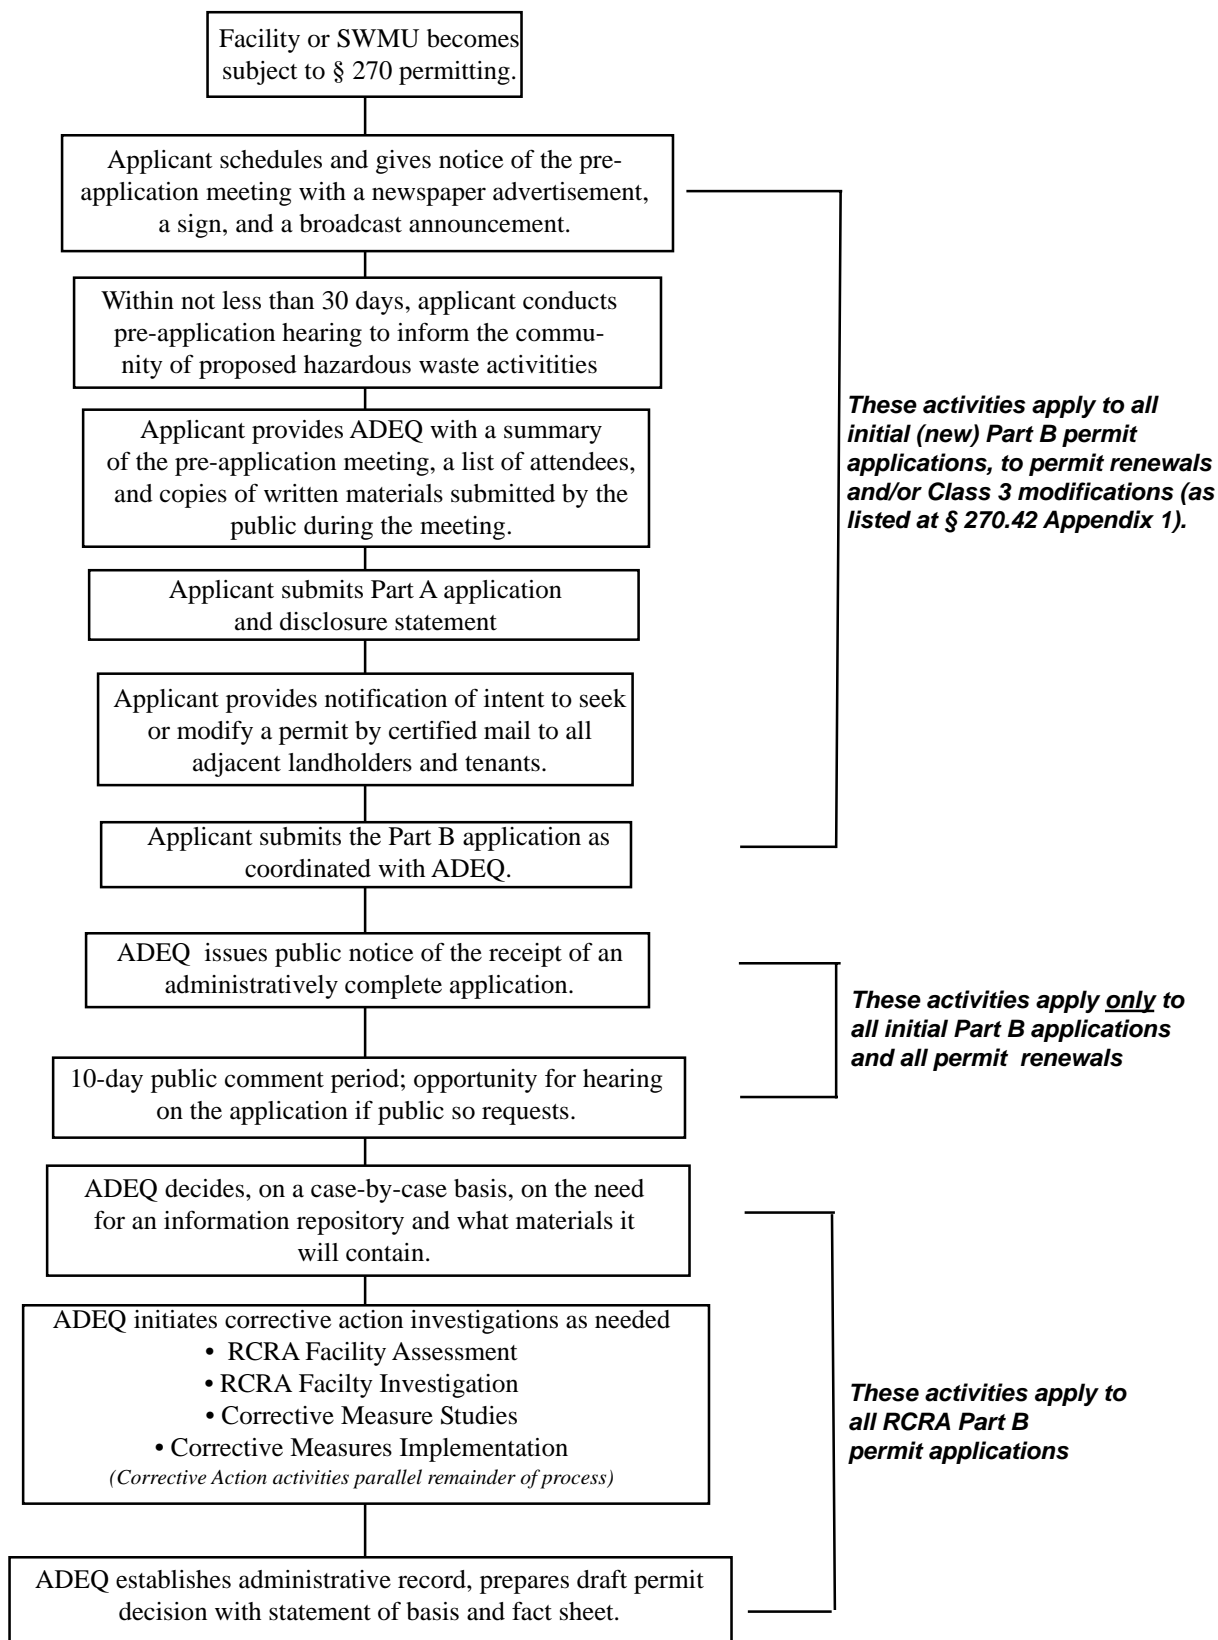 Facility or SWMU becomes
subject to § 270 permitting.
Applicant schedules and gives notice of the pre-
application meeting with a newspaper advertisement,
a sign, and a broadcast announcement.
Within not less than 30 days, applicant conducts
pre-application hearing to inform the commu-
nity of proposed hazardous waste activitities
Applicant provides ADEQ with a summary
of the pre-application meeting, a list of attendees,
and copies of written materials submitted by the
public during the meeting.
Applicant submits Part A application
and disclosure statement
Applicant provides notification of intent to seek
or modify a permit by certified mail to all
adjacent landholders and tenants.
Applicant submits the Part B application as
coordinated with ADEQ.
These activities apply to all
initial (new) Part B permit
applications, to permit renewals
and/or Class 3 modifications (as
listed at § 270.42 Appendix 1).
ADEQ issues public notice of the receipt of an
administratively complete application.
10-day public comment period; opportunity for hearing
on the application if public so requests.
These activities apply only to
all initial Part B applications
and all permit renewals
ADEQ decides, on a case-by-case basis, on the need
for an information repository and what materials it
will contain.
ADEQ initiates corrective action investigations as needed
• RCRA Facility Assessment
• RCRA Facilty Investigation
• Corrective Measure Studies
• Corrective Measures Implementation
(Corrective Action activities parallel remainder of process)
ADEQ establishes administrative record, prepares draft permit
decision with statement of basis and fact sheet.
These activities apply to
all RCRA Part B
permit applications